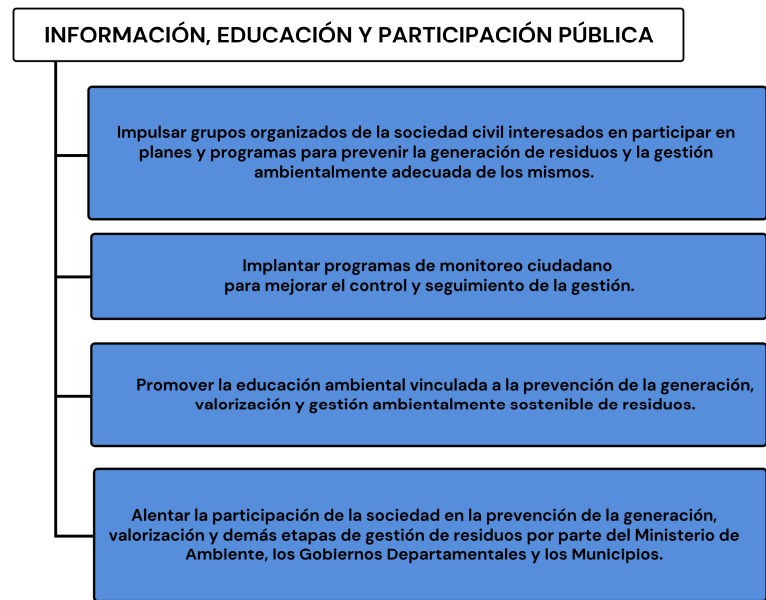 INFORMACIÓN, EDUCACIÓN Y PARTICIPACIÓN PÚBLICA
Impulsar grupos organizados de la sociedad civil interesados en participar en
planes y programas para prevenir la generación de residuos y la gestión
ambientalmente adecuada de los mismos.
Implantar programas de monitoreo ciudadano
para mejorar el control y seguimiento de la gestión.
Promover la educación ambiental vinculada a la prevención de la generación,
valorización y gestión ambientalmente sostenible de residuos.
Alentar la participación de la sociedad en la prevención de la generación,
valorización y demás etapas de gestión de residuos por parte del Ministerio de
Ambiente, los Gobiernos Departamentales y los Municipios.